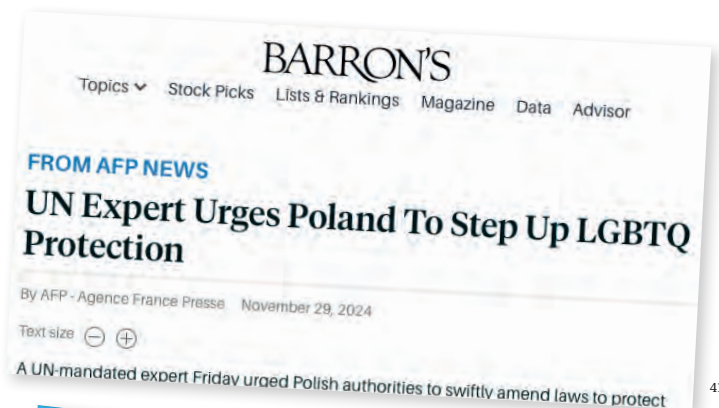 BARRON'S
Topics Stock Picks Lists & Rankings Magazine Data Advisor
FROM AFP NEWS
UN Expert Urges Poland To Step Up LGBTQ
Protection
By AFP - Agence France Presse November 29, 2024
Text size
A UN-mandated expert Friday urged Polish authorities to swiftly amend laws to protect